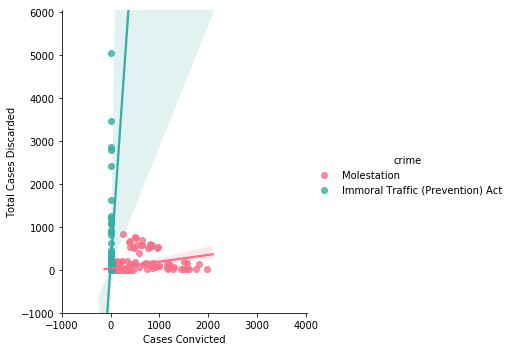 6000
5000
4000
3000
2000
1000
0
-1000
Total Cases Discarded
-1000
0
1000
2000
3000
4000
Cases Convicted
crime
Molestation
Immoral Traffic (Prevention) Act